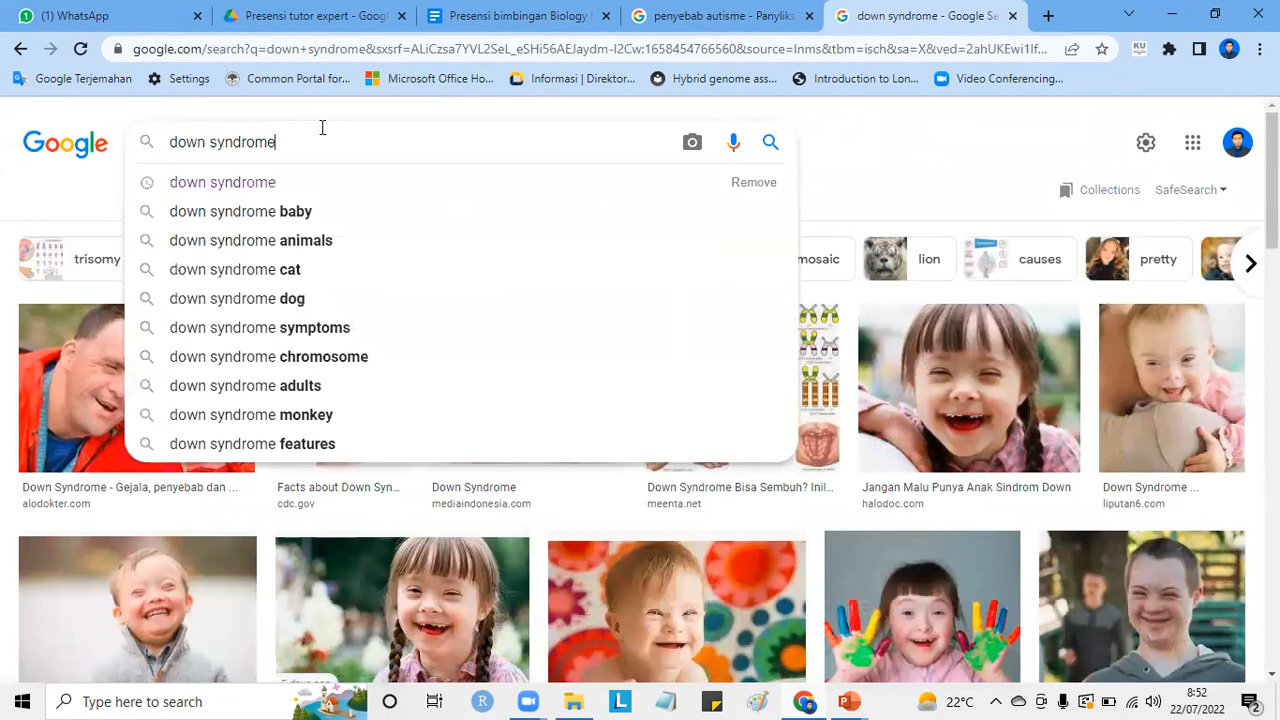 (1) WhatsApp
Presensi tutor expert - Googl
Presensi bimbingan Biology
penyebab autisme - Panyliks
down syndrome - Google Se
google.com/search?q=down+syndrome&sxsrf=ALiCzsa7YVL2SeL_eSHi56AEJaydm-I2Cw:1658454766560&source=lnms&tbm=isch&sa=X&ved=2ahUKEwi1lf...
KU
Google Terjemahan
Settings
Common Portal for...
Microsoft Office Ho...
Informasi | Direktor...
Hybrid genome ass...
Introduction to Lon...
Video Conferencing...
Google
down syndrome
down syndrome
Remove
down syndrome baby
down syndrome animals
down syndrome cat
down syndrome dog
down syndrome symptoms
down syndrome chromosome
down syndrome adults
down syndrome monkey
down syndrome features
Collections
SafeSearch
trisomy
mosaic
lion
causes
pretty
Down Syndrome - Gejala, penyebab dan ...
alodokter.com
Facts about Down Syn...
cdc.gov
Down Syndrome
mediaindonesia.com
Down Syndrome Bisa Sembuh? Inil...
meenta.net
Jangan Malu Punya Anak Sindrom Down
halodoc.com
Down Syndrome ...
liputan6.com
Type here to search
R
L
22°C
8:52
22/07/2022
2